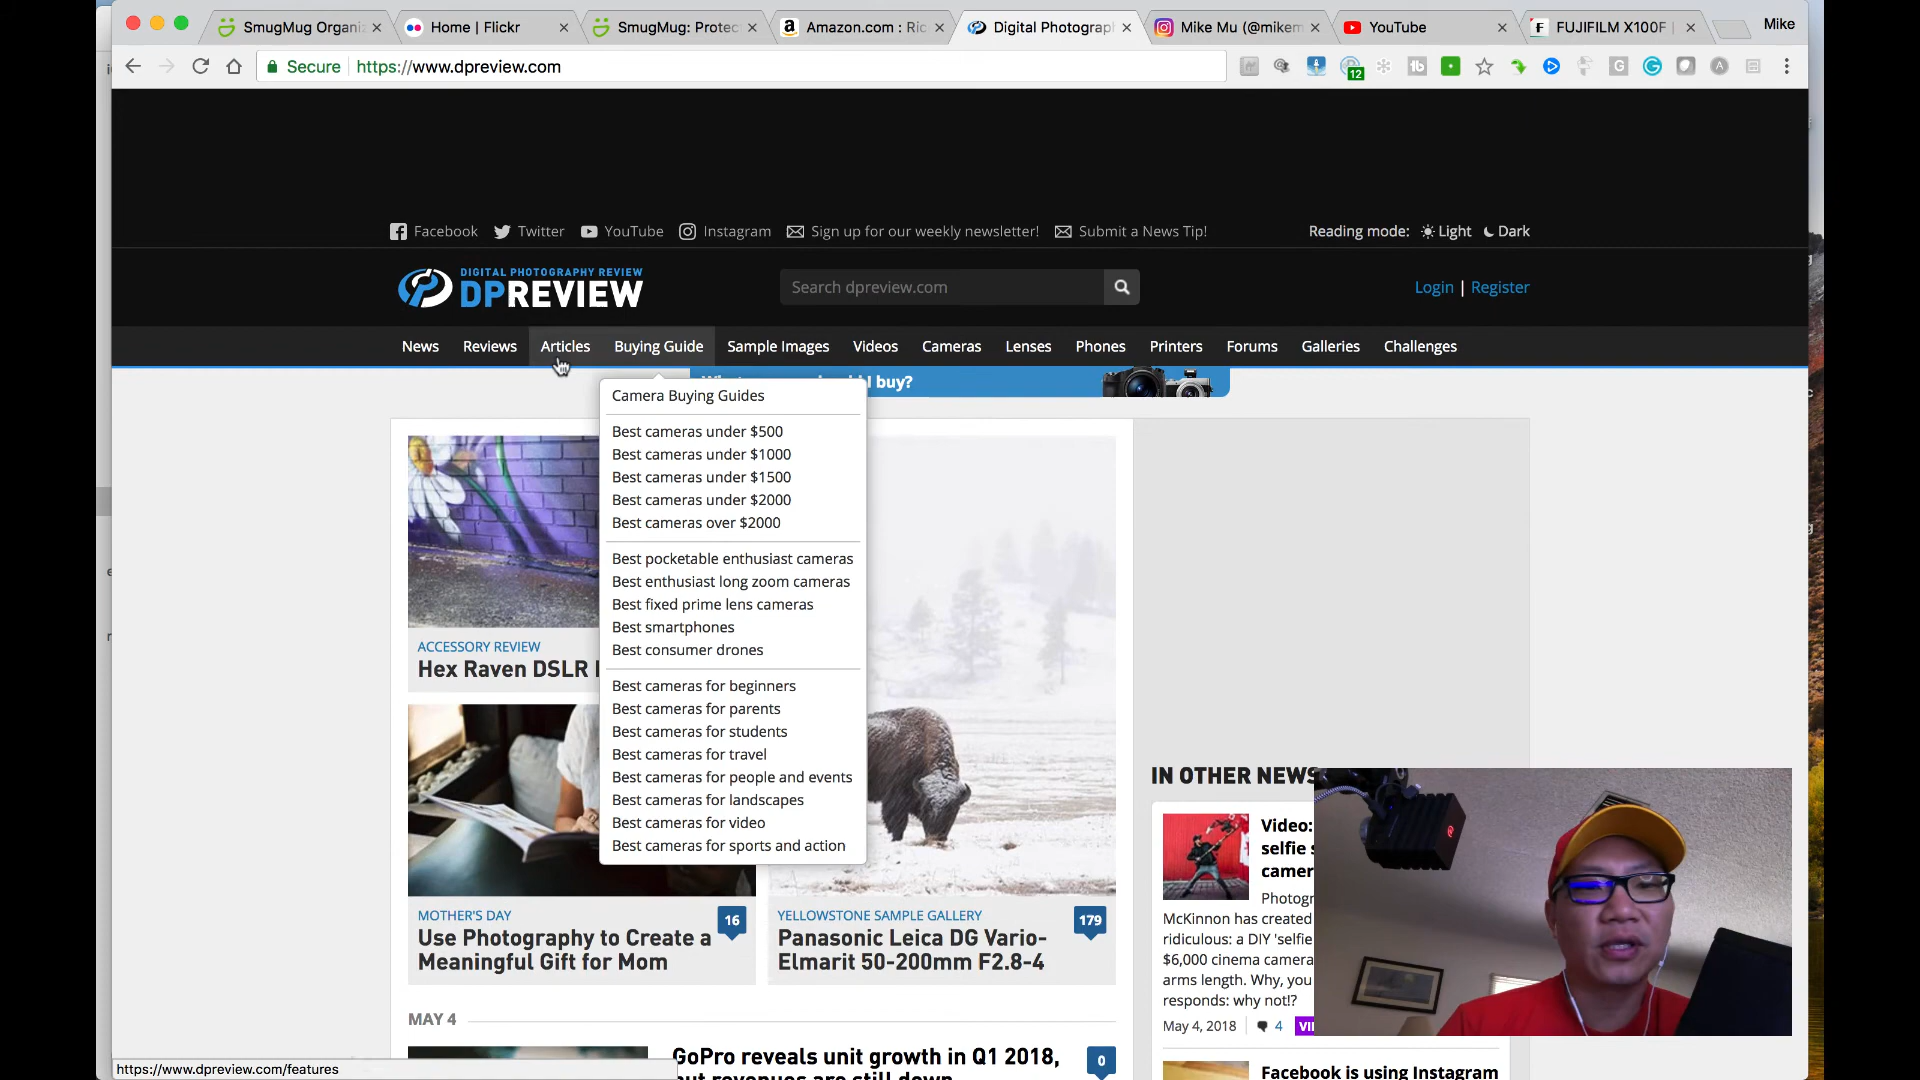 SmugMug Organi
Home | Flickr
SmugMug: Protec
Amazon.com : Ric
Digital Photograp
Mike Mu (@mikem
YouTube
FUJIFILM X100F |
Mike
Secure https://www.dpreview.com
12
Facebook Twitter YouTube Instagram Sign up for our weekly newsletter! Submit a News Tip! Reading mode: Light Dark
DIGITAL PHOTOGRAPHY REVIEW
DPREVIEW
Search dpreview.com
Login | Register
News Reviews Articles Buying Guide Sample Images Videos Cameras Lenses Phones Printers Forums Galleries Challenges
I buy?
Camera Buying Guides
Best cameras under $500
Best cameras under $1000
Best cameras under $1500
Best cameras under $2000
Best cameras over $2000
Best pocketable enthusiast cameras
Best enthusiast long zoom cameras
Best fixed prime lens cameras
Best smartphones
Best consumer drones
Best cameras for beginners
Best cameras for parents
Best cameras for students
Best cameras for travel
Best cameras for people and events
Best cameras for landscapes
Best cameras for video
Best cameras for sports and action
ACCESSORY REVIEW
Hex Raven DSLR
MOTHER'S DAY
16
Use Photography to Create a
Meaningful Gift for Mom
YELLOWSTONE SAMPLE GALLERY
179
Panasonic Leica DG Vario-
Elmarit 50-200mm F2.8-4
IN OTHER NEWS
Video:
selfie s
camer
Photogr
McKinnon has created
ridiculous: a DIY 'selfie
$6,000 cinema camera
arms length. Why, you
responds: why not!?
May 4, 2018 4 VI
Facebook is using Instagram
MAY 4
GoPro reveals unit growth in Q1 2018,
but revenues are still down
0
https://www.dpreview.com/features